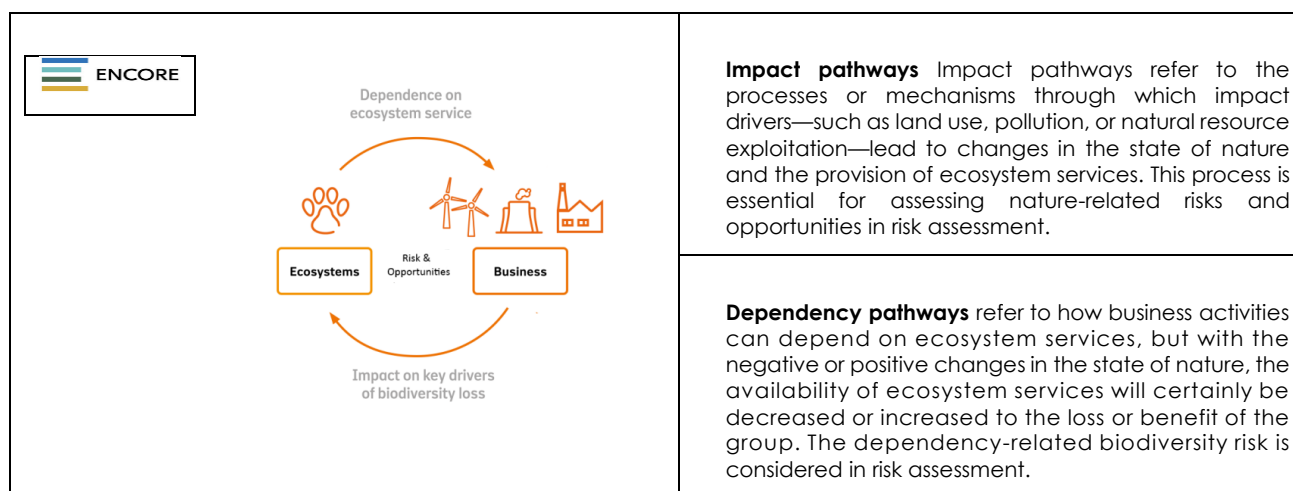 ENCORE
Dependence on
ecosystem service
Ecosystems
Risk &
Opportunities
Business
Impact on key drivers
of biodiversity loss
Impact pathways Impact pathways refer to the
processes or mechanisms through which impact
drivers—such as land use, pollution, or natural resource
exploitation—lead to changes in the state of nature
and the provision of ecosystem services. This process is
essential for assessing nature-related risks and
opportunities in risk assessment.
Dependency pathways refer to how business activities
can depend on ecosystem services, but with the
negative or positive changes in the state of nature, the
availability of ecosystem services will certainly be
decreased or increased to the loss or benefit of the
group. The dependency-related biodiversity risk is
considered in risk assessment.